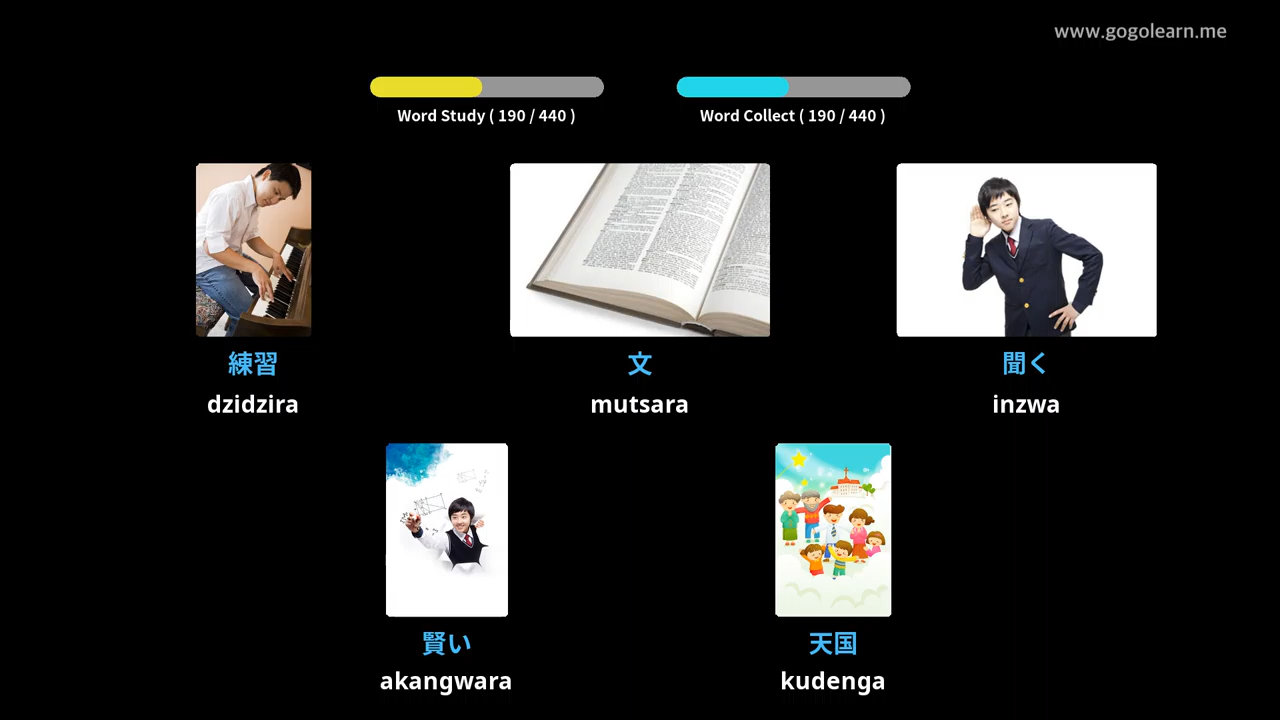 www.gogolearn.me
Word Study ( 190 / 440 )
Word Collect ( 190 / 440 )
練習
dzidzira
文
mutsara
聞く
inzwa
賢い
akangwara
天国
kudenga